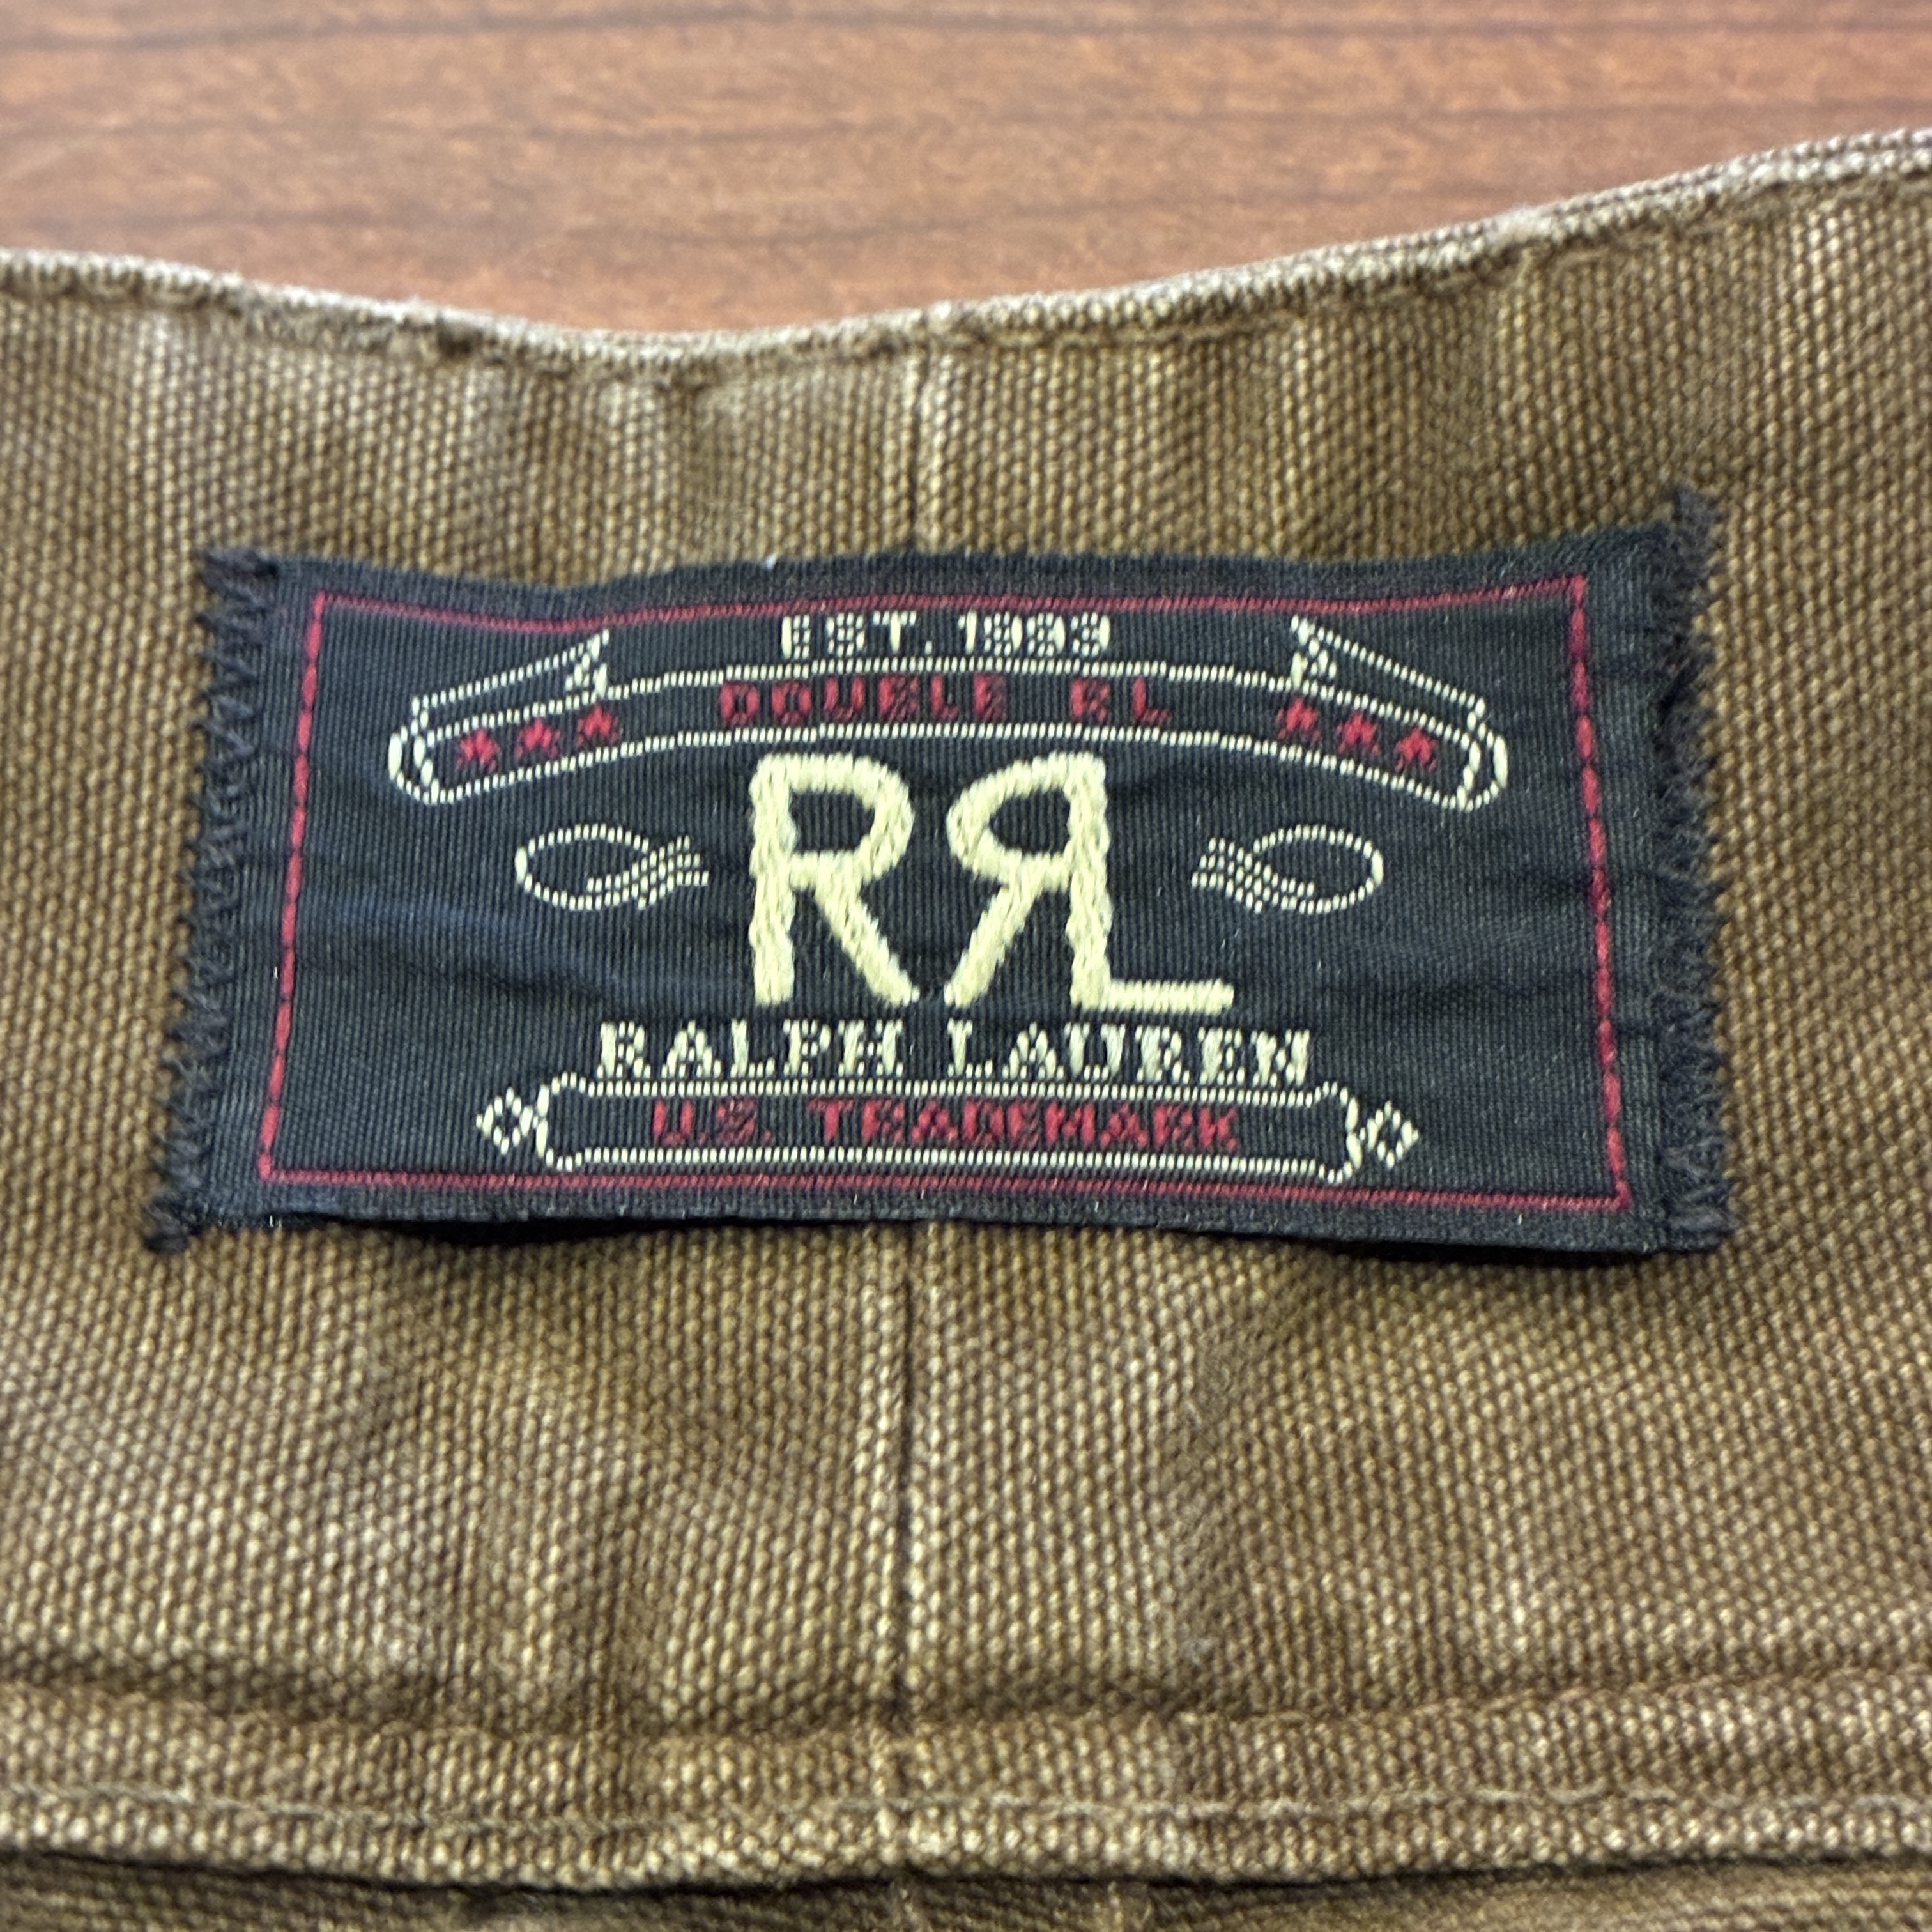 EST. 1993
DOUBLE RL
RRL
RALPH LAUREN
U.S. TRADEMARK